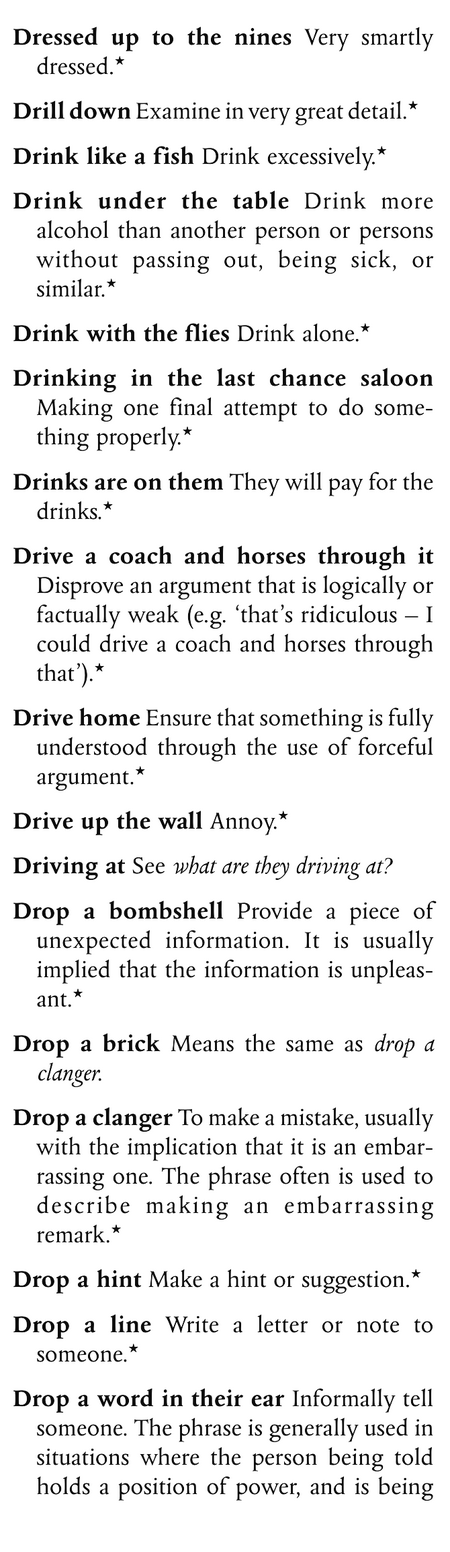 Dressed up to the nines Very smartly
dressed.★
Drill down Examine in very great detail.★
Drink like a fish Drink excessively.★
Drink under the table Drink more
alcohol than another person or persons
without passing out, being sick, or
similar.★
Drink with the flies Drink alone.★
Drinking in the last chance saloon
Making one final attempt to do some-
thing properly.★
Drinks are on them They will pay for the
drinks.★
Drive a coach and horses through it
Disprove an argument that is logically or
factually weak (e.g. ‘that’s ridiculous – I
could drive a coach and horses through
that’).★
Drive home Ensure that something is fully
understood through the use of forceful
argument.★
Drive up the wall Annoy.★
Driving at See what are they driving at?
Drop a bombshell Provide a piece of
unexpected information. It is usually
implied that the information is unpleas-
ant.★
Drop a brick Means the same as drop a
clanger.
Drop a clanger To make a mistake, usually
with the implication that it is an embar-
rassing one. The phrase often is used to
describe making an embarrassing
remark.★
Drop a hint Make a hint or suggestion.★
Drop a line Write a letter or note to
someone.★
Drop a word in their ear Informally tell
someone. The phrase is generally used in
situations where the person being told
holds a position of power, and is being